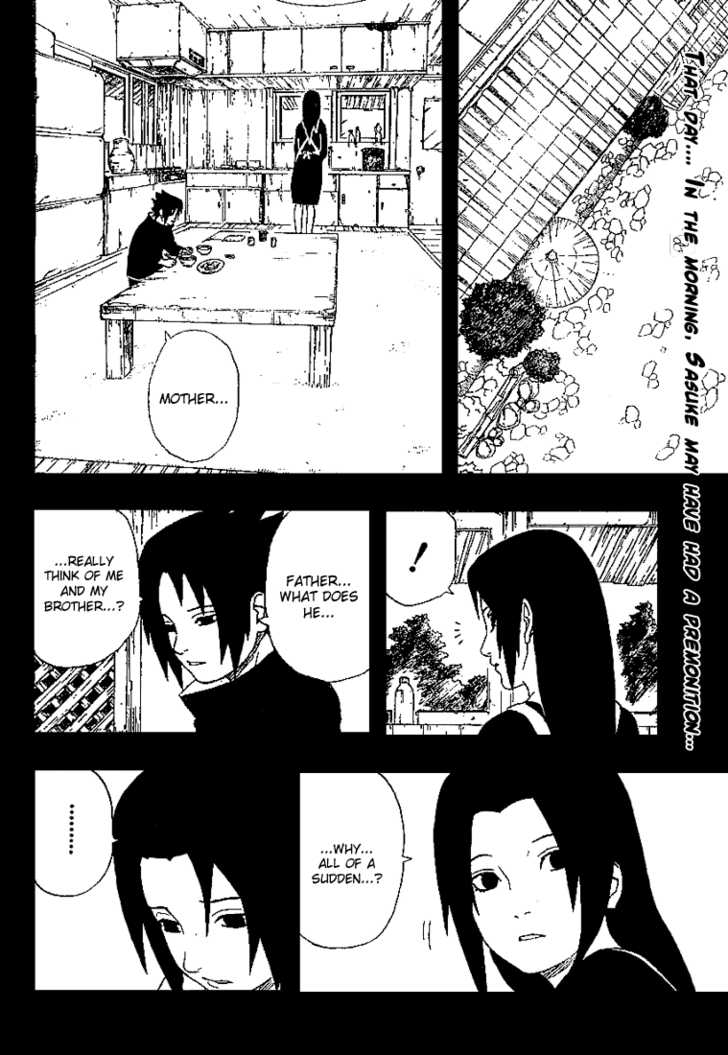 THAT DAY.... IN THE MORNING, SASUKE MAY HAVE HAD A PREMONITION...
MOTHER...
!
FATHER...
WHAT DOES
HE...
...REALLY
THINK OF ME
AND MY
BROTHER...?
...WHY...
ALL OF A
SUDDEN...?
.........